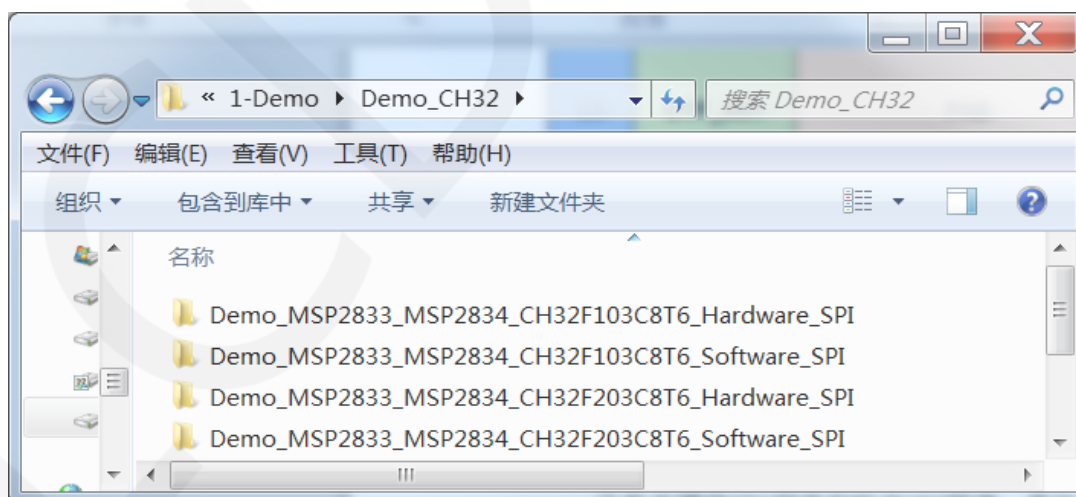 « 1-Demo ▸ Demo_CH32 ▸ 搜索 Demo_CH32
文件(F) 编辑(E) 查看(V) 工具(T) 帮助(H)
组织 包含到库中 共享 新建文件夹
名称
Demo_MSP2833_MSP2834_CH32F103C8T6_Hardware_SPI
Demo_MSP2833_MSP2834_CH32F103C8T6_Software_SPI
Demo_MSP2833_MSP2834_CH32F203C8T6_Hardware_SPI
Demo_MSP2833_MSP2834_CH32F203C8T6_Software_SPI